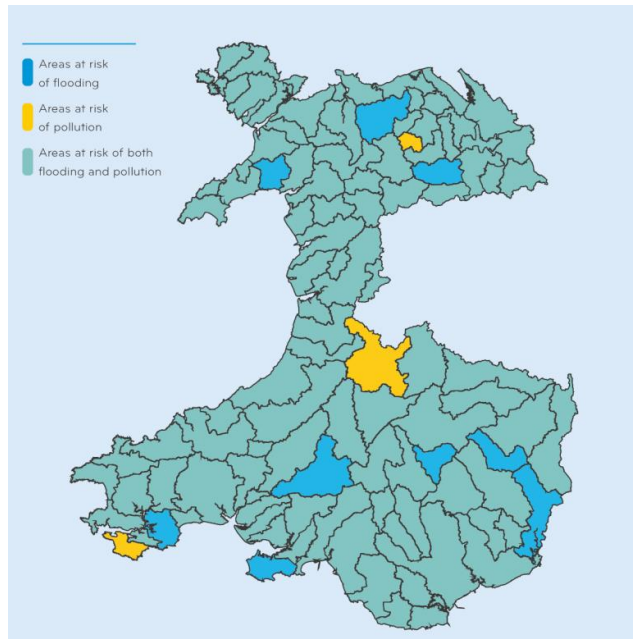 Areas at risk
of flooding
Areas at risk
of pollution
Areas at risk of both
flooding and pollution